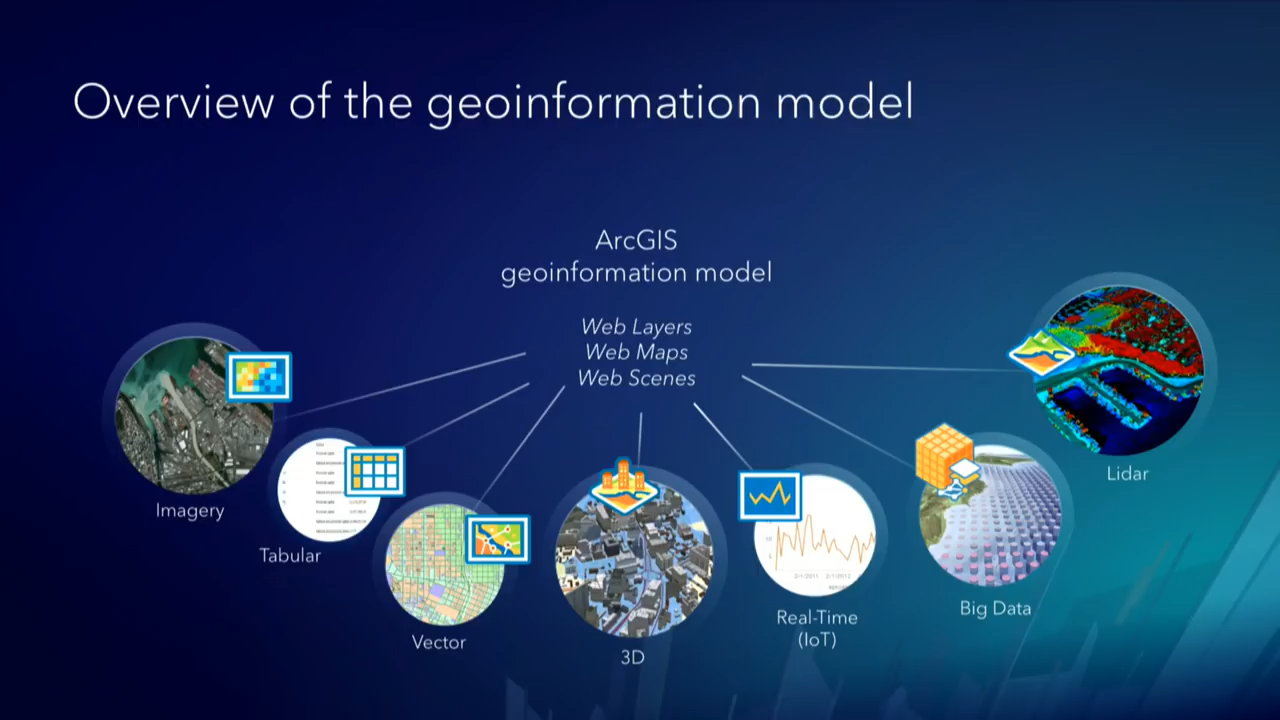 Overview of the geoinformation model
ArcGIS
geoinformation model
Web Layers
Web Maps
Web Scenes
Imagery
Tabular
Vector
3D
Real-Time
(IoT)
Big Data
Lidar